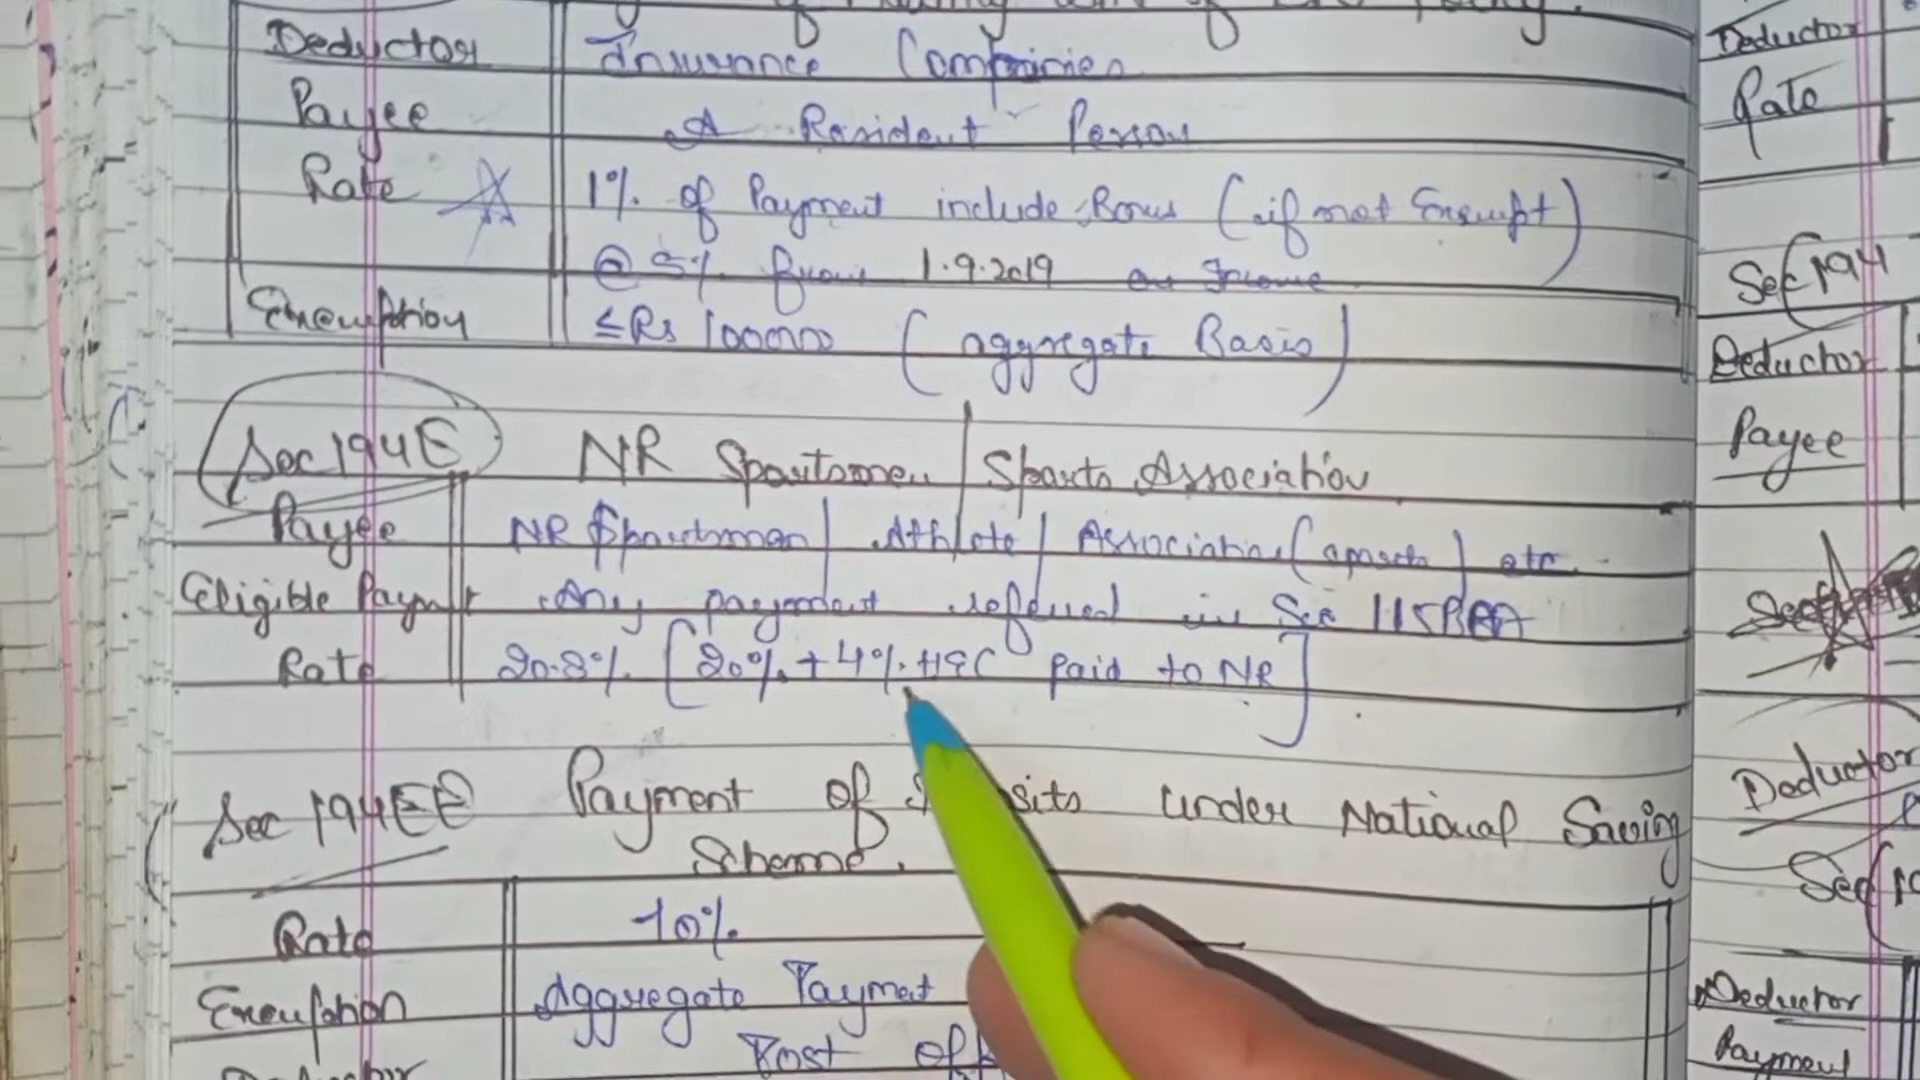 of
Deductor Insurance Companies
Payee A Resident Person
Rate 1% of Payment include Bonus (if not Exempt)
@ 5% from 1.9.2019 on Income
Exemption ≤Rs 100000 (aggregate Basis)
Sec 194E NR Sportsmen / Sports Association
Payee NR Sportsman / Athlete / Association (sports) etc.
Eligible Paymt Any payment referred in Sec 115BBA
Rate 20.8% [20% + 4% HEC Paid to NR]
Sec 194EE Payment of under National Saving
Scheme.
Rate 10%
Exemption Aggregate Payment
Post
Deductor
Rate
Sec 194
Deductor
Payee
Deductor
Sec
Deductor
Payment